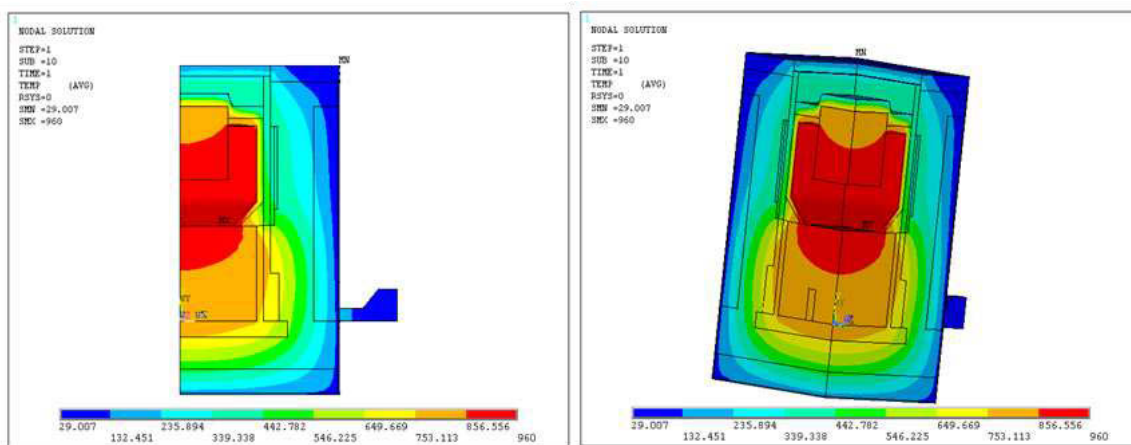 1
NODAL SOLUTION
STEP=1
SUB =10
TIME=1
TEMP (AVG)
RSYS=0
SMN =29.007
SMX =960
MN
MX
29.007 235.894 442.782 649.669 856.556
132.451 339.338 546.225 753.113 960
1
NODAL SOLUTION
STEP=1
SUB =10
TIME=1
TEMP (AVG)
RSYS=0
SMN =29.007
SMX =960
MN
29.007 235.894 442.782 649.669 856.556
132.451 339.338 546.225 753.113 960